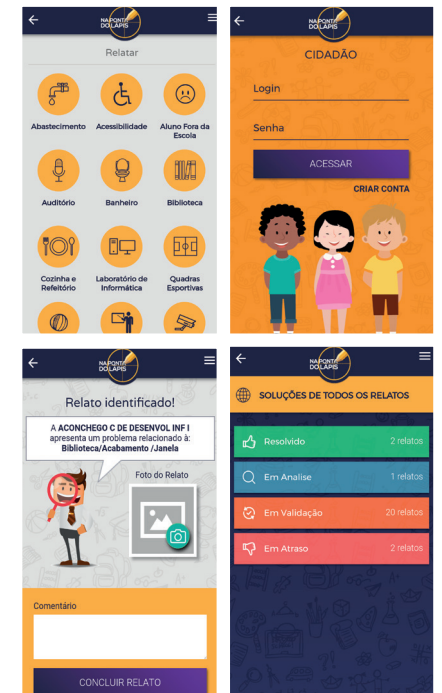 NA PONTA
DO LÁPIS
Relatar
Abastecimento
Acessibilidade
Aluno Fora da
Escola
Auditório
Banheiro
Biblioteca
Cozinha e
Refeitório
Laboratório de
Informática
Quadras
Esportivas
NA PONTA
DO LÁPIS
CIDADÃO
Login
Senha
ACESSAR
CRIAR CONTA
NA PONTA
DO LÁPIS
Relato identificado!
A ACONCHEGO C DE DESENVOL INF I
apresenta um problema relacionado à:
Biblioteca/Acabamento /Janela
Foto do Relato
Comentário
CONCLUIR RELATO
NA PONTA
DO LÁPIS
SOLUÇÕES DE TODOS OS RELATOS
Resolvido 2 relatos
Em Analise 1 relatos
Em Validação 20 relatos
Em Atraso 2 relatos